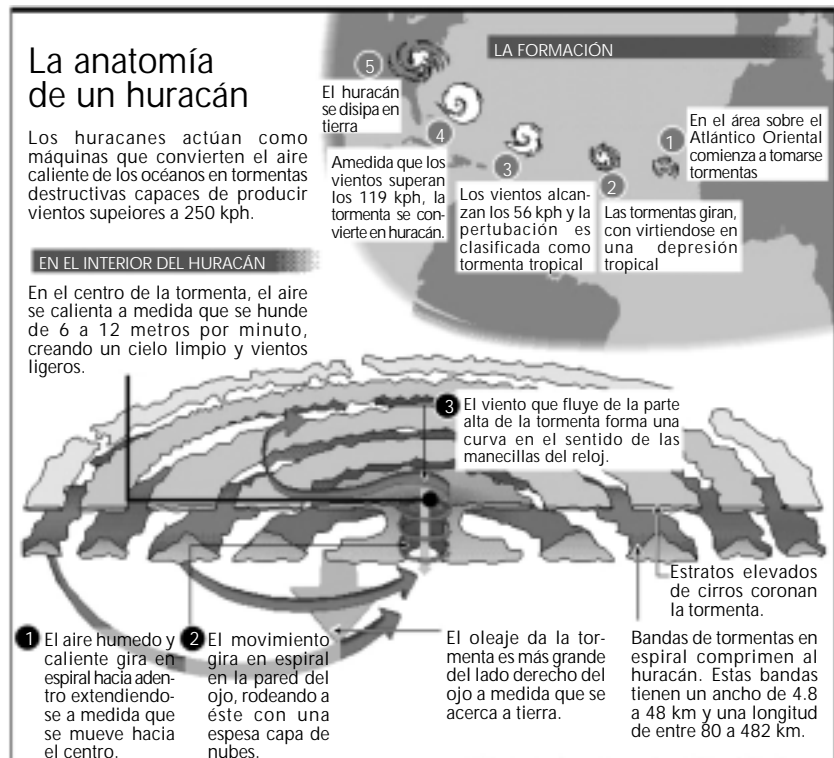 La anatomía
de un huracán
Los huracanes actúan como
máquinas que convierten el aire
caliente de los océanos en tormentas
destructivas capaces de producir
vientos supeiores a 250 kph.
LA FORMACIÓN
1
En el área sobre el
Atlántico Oriental
comienza a tomarse
tormentas
2
Las tormentas giran,
con virtiendose en
una depresión
tropical
3
Los vientos alcan-
zan los 56 kph y la
pertubación es
clasificada como
tormenta tropical
4
Amedida que los
vientos superan
los 119 kph, la
tormenta se con-
vierte en huracán.
5
El huracán
se disipa en
tierra
EN EL INTERIOR DEL HURACÁN
En el centro de la tormenta, el aire
se calienta a medida que se hunde
de 6 a 12 metros por minuto,
creando un cielo limpio y vientos
ligeros.
3 El viento que fluye de la parte
alta de la tormenta forma una
curva en el sentido de las
manecillas del reloj.
1 El aire humedo y
caliente gira en
espiral hacia aden-
tro extendiendo-
se a medida que
se mueve hacia
el centro.
2 El movimiento
gira en espiral
en la pared del
ojo, rodeando a
éste con una
espesa capa de
nubes.
El oleaje da la tor-
menta es más grande
del lado derecho del
ojo a medida que se
acerca a tierra.
Estratos elevados
de cirros coronan
la tormenta.
Bandas de tormentas en
espiral comprimen al
huracán. Estas bandas
tienen un ancho de 4.8
a 48 km y una longitud
de entre 80 a 482 km.